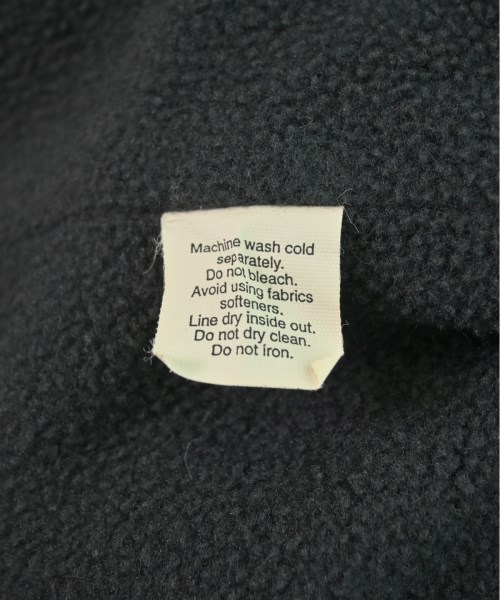 Machine wash cold
separately.
Do not bleach.
Avoid using fabrics
softeners.
Line dry inside out.
Do not dry clean.
Do not iron.